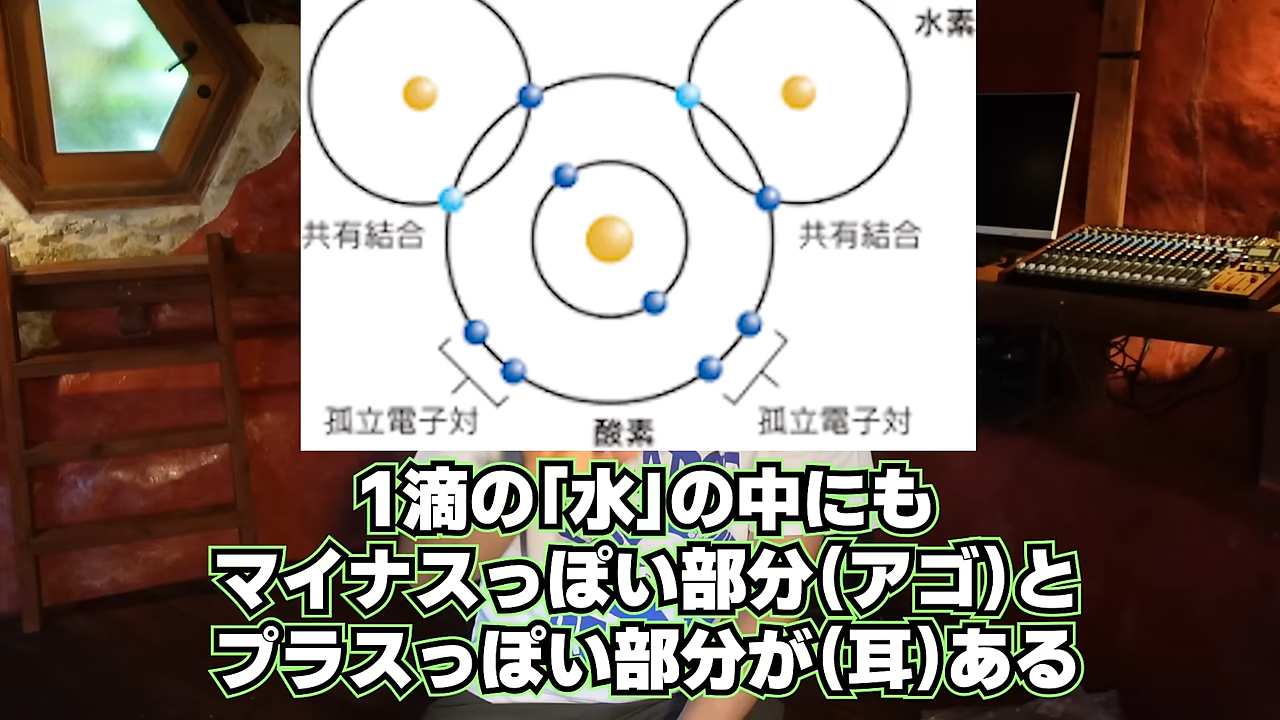 水素
共有結合
共有結合
孤立電子対
酸素
孤立電子対
1滴の「水」の中にも
マイナスっぽい部分(アゴ)と
プラスっぽい部分が(耳)ある